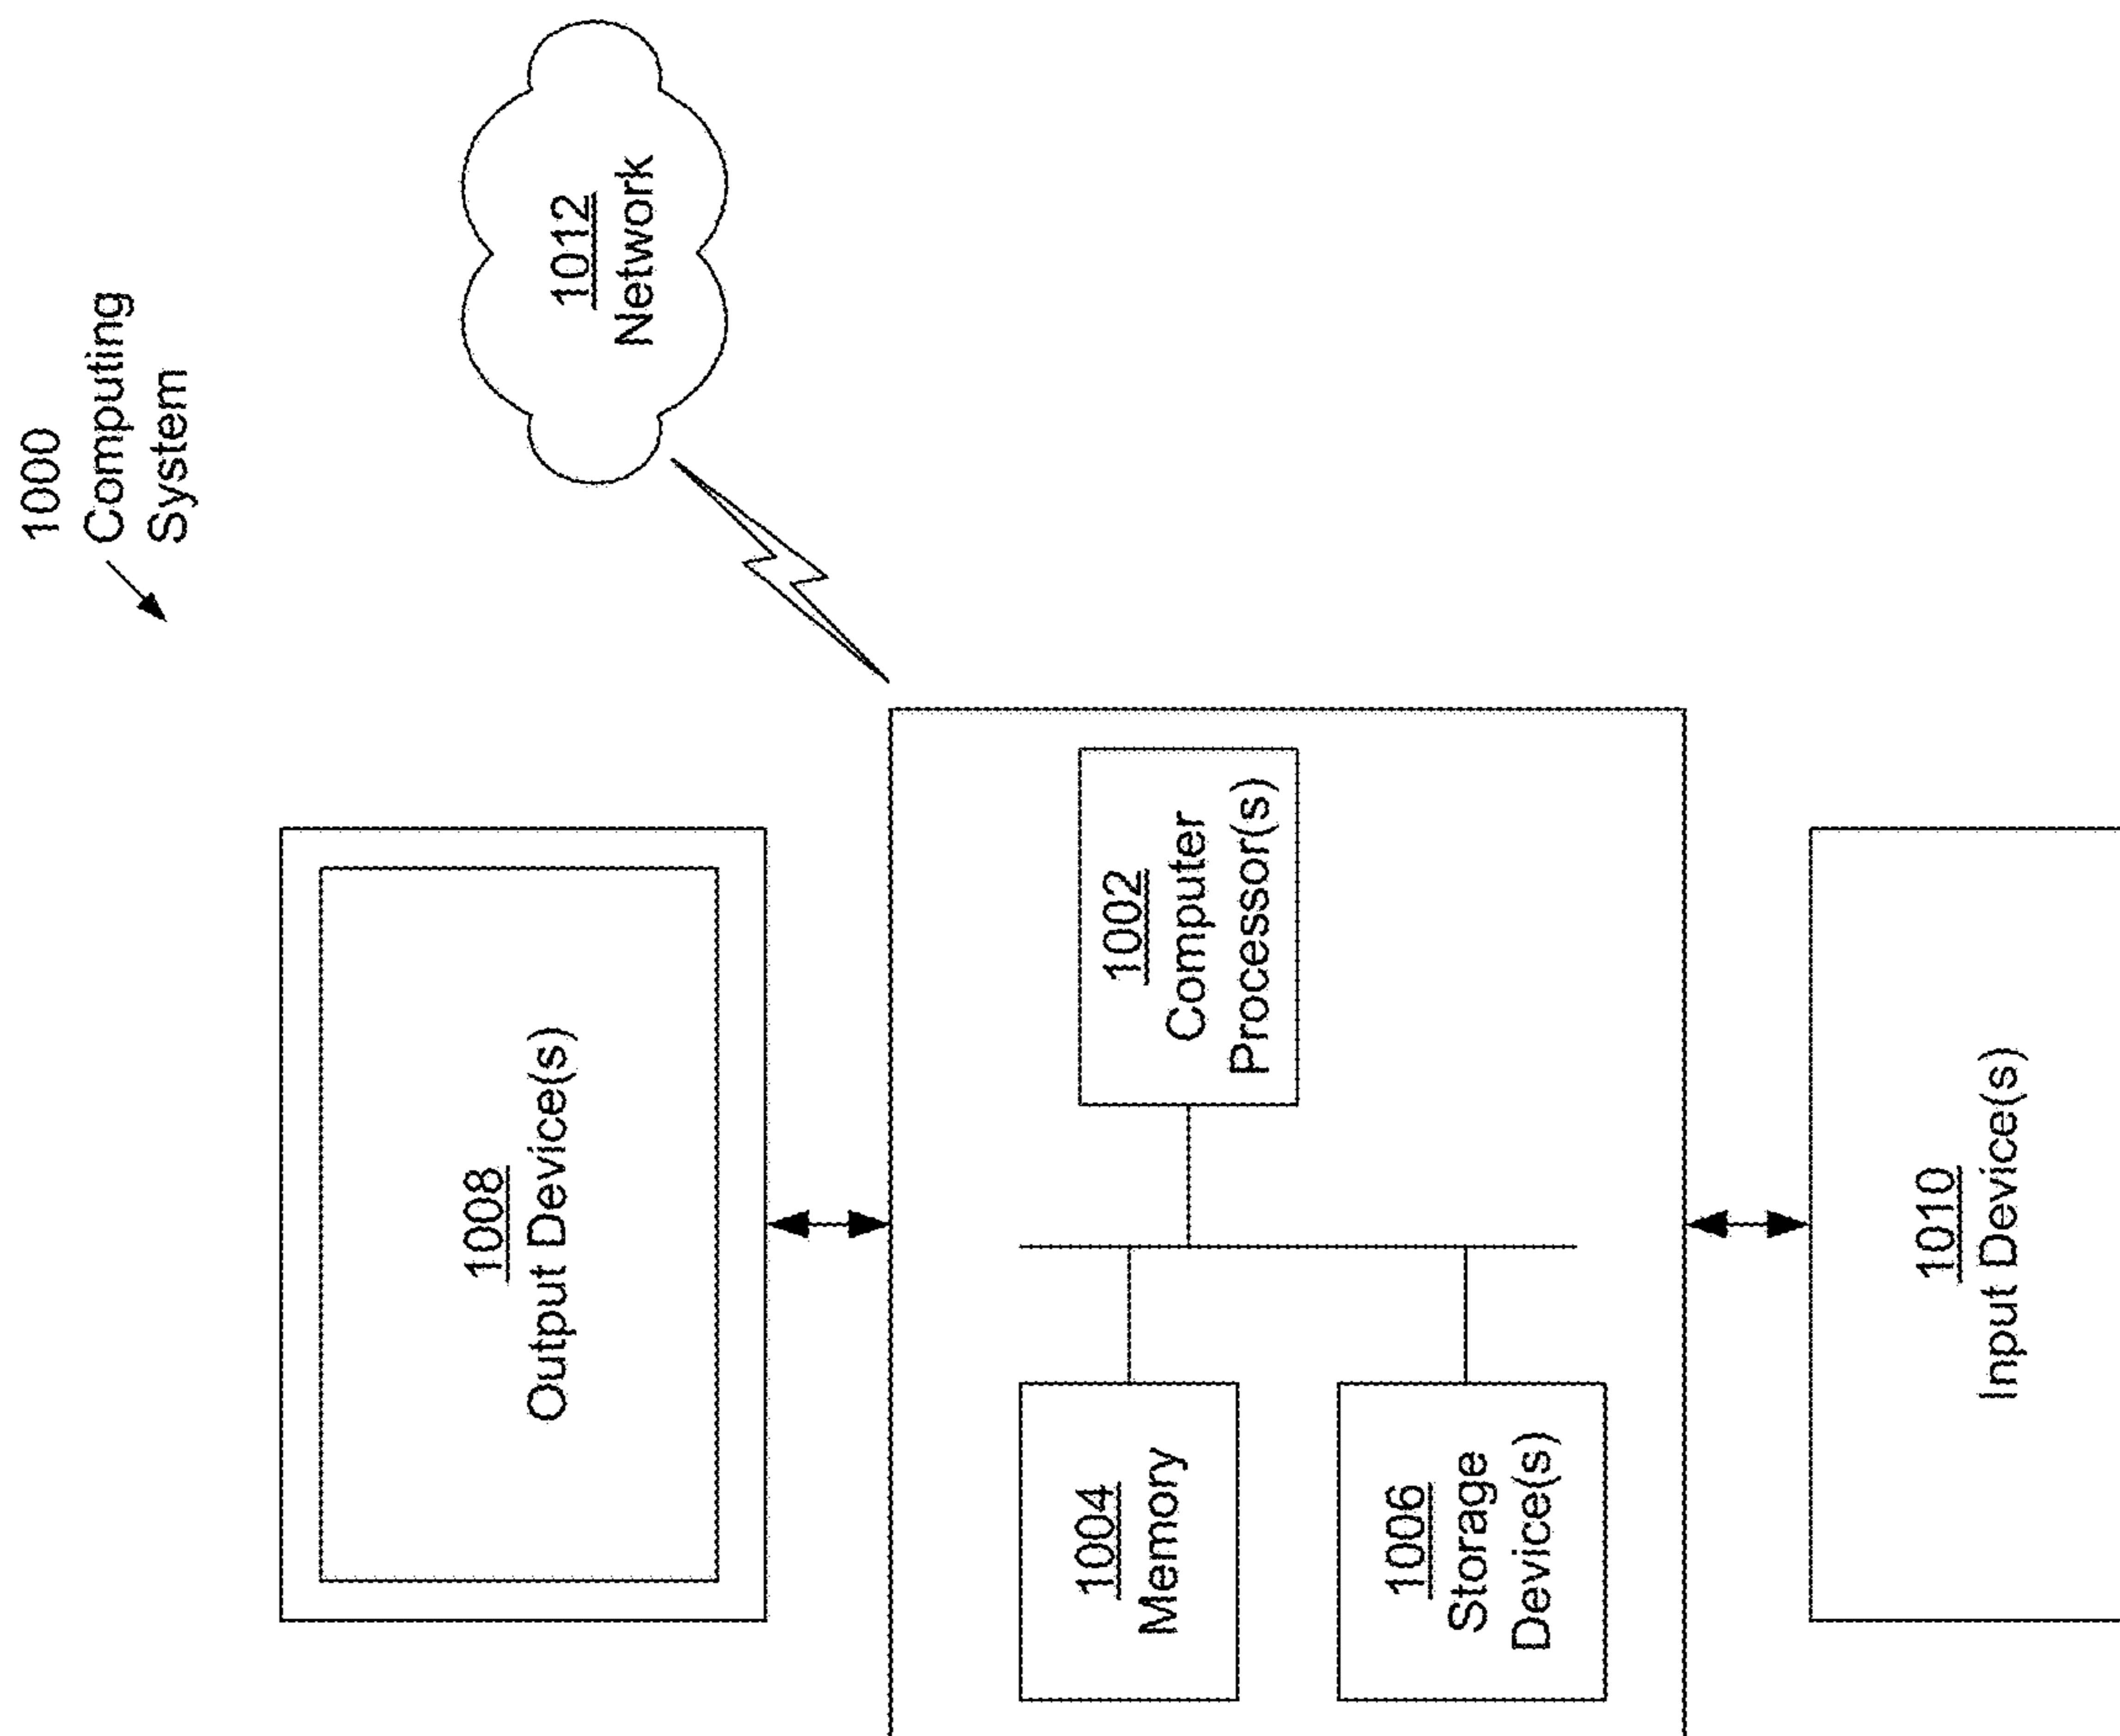 1000
Computing
System
1012
Network
1008
Output Device(s)
1002
Computer
Processor(s)
1004
Memory
1006
Storage
Device(s)
1010
Input Device(s)